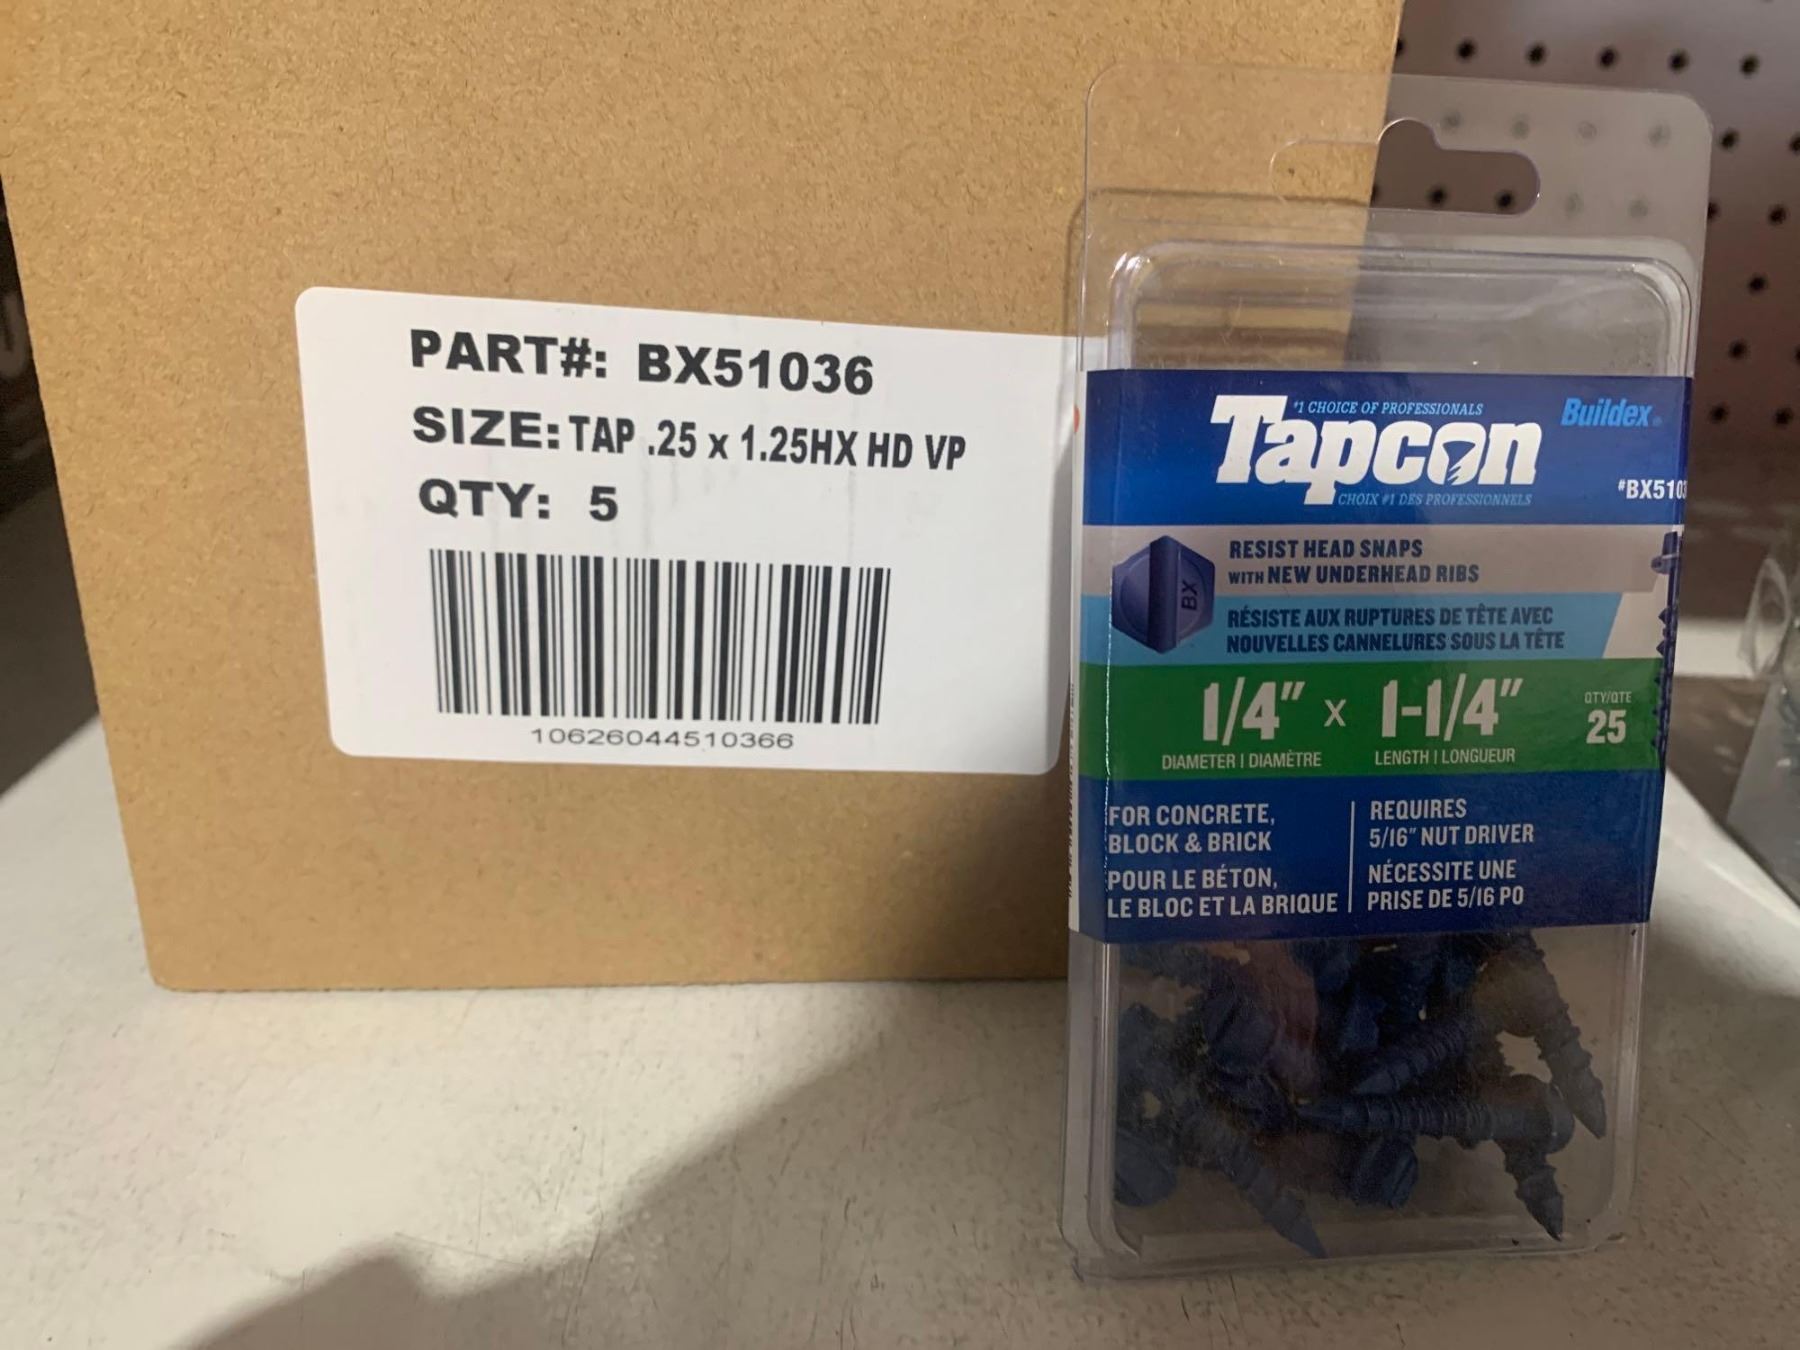 PART#: BX51036
SIZE: TAP .25 x 1.25HX HD VP
QTY: 5
10626044510366
#1 CHOICE OF PROFESSIONALS
Tapcon
CHOIX #1 DES PROFESSIONNELS
Buildex
#BX5103
RESIST HEAD SNAPS
WITH NEW UNDERHEAD RIBS
BX
RÉSISTE AUX RUPTURES DE TÊTE AVEC
NOUVELLES CANNELURES SOUS LA TÊTE
1/4" x 1-1/4"
DIAMETER | DIAMÈTRE
LENGTH | LONGUEUR
QTY/QTE
25
FOR CONCRETE,
BLOCK & BRICK
POUR LE BÉTON,
LE BLOC ET LA BRIQUE
REQUIRES
5/16" NUT DRIVER
NÉCESSITE UNE
PRISE DE 5/16 PO